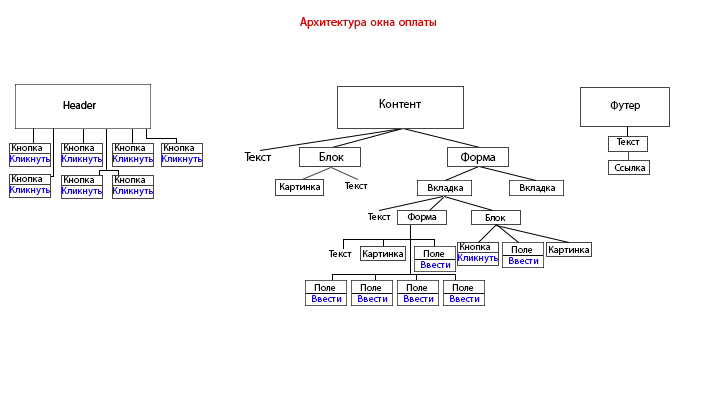 Архитектура окна оплаты
Header
Контент
Футер
Кнопка
Кликнуть
Кнопка
Кликнуть
Кнопка
Кликнуть
Кнопка
Кликнуть
Кнопка
Кликнуть
Кнопка
Кликнуть
Кнопка
Кликнуть
Текст
Блок
Форма
Картинка
Текст
Вкладка
Вкладка
Текст
Форма
Блок
Текст
Картинка
Поле
Ввести
Кнопка
Кликнуть
Поле
Ввести
Картинка
Поле
Ввести
Поле
Ввести
Поле
Ввести
Поле
Ввести
Текст
Ссылка